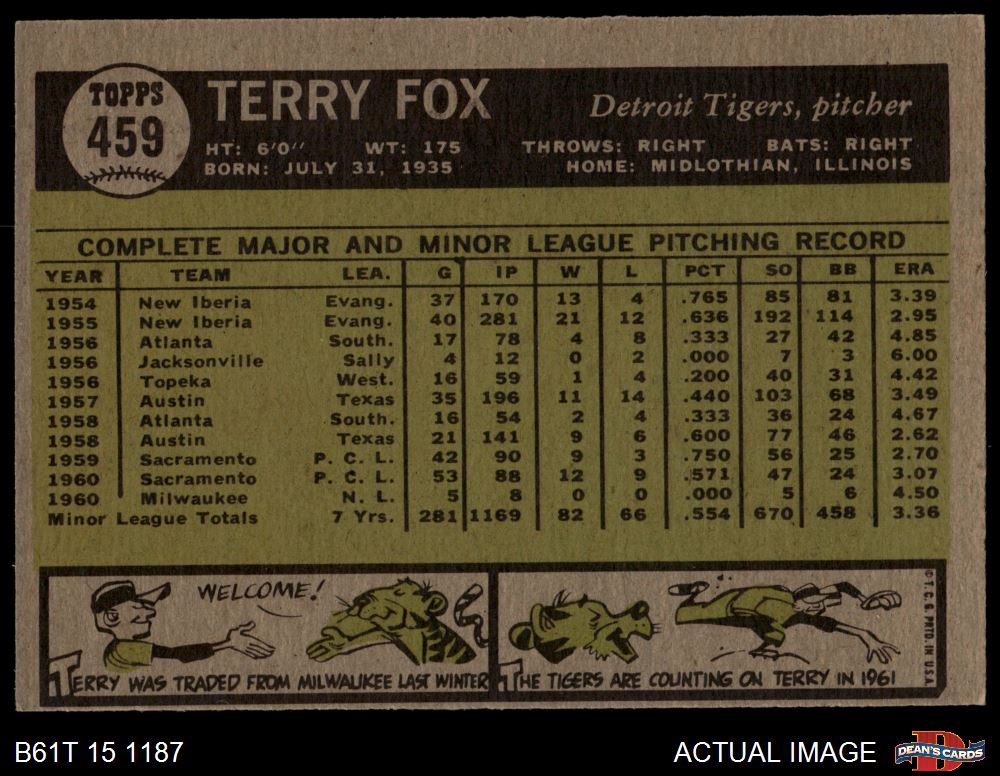 TOPPS
459
TERRY FOX
Detroit Tigers, pitcher
HT: 6'0'' WT: 175 THROWS: RIGHT BATS: RIGHT
BORN: JULY 31, 1935 HOME: MIDLOTHIAN, ILLINOIS
COMPLETE MAJOR AND MINOR LEAGUE PITCHING RECORD
YEAR TEAM LEA. G IP W L PCT SO BB ERA
1954 New Iberia Evang. 37 170 13 4 .765 85 81 3.39
1955 New Iberia Evang. 40 281 21 12 .636 192 114 2.95
1956 Atlanta South. 17 78 4 8 .333 27 42 4.85
1956 Jacksonville Sally 4 12 0 2 .000 7 3 6.00
1956 Topeka West. 16 59 1 4 .200 40 31 4.42
1957 Austin Texas 35 196 11 14 .440 103 68 3.49
1958 Atlanta South. 16 54 2 4 .333 36 24 4.67
1958 Austin Texas 21 141 9 6 .600 77 46 2.62
1959 Sacramento P. C. L. 42 90 9 3 .750 56 25 2.70
1960 Sacramento P. C. L. 53 88 12 9 .571 47 24 3.07
1960 Milwaukee N. L. 5 8 0 0 .000 5 6 4.50
Minor League Totals 7 Yrs. 281 1169 82 66 .554 670 458 3.36
WELCOME!
TERRY WAS TRADED FROM MILWAUKEE LAST WINTER
THE TIGERS ARE COUNTING ON TERRY IN 1961
© T. C. G. PRTD. IN U.S.A.
B61T 15 1187
ACTUAL IMAGE
D
DEAN'S CARDS